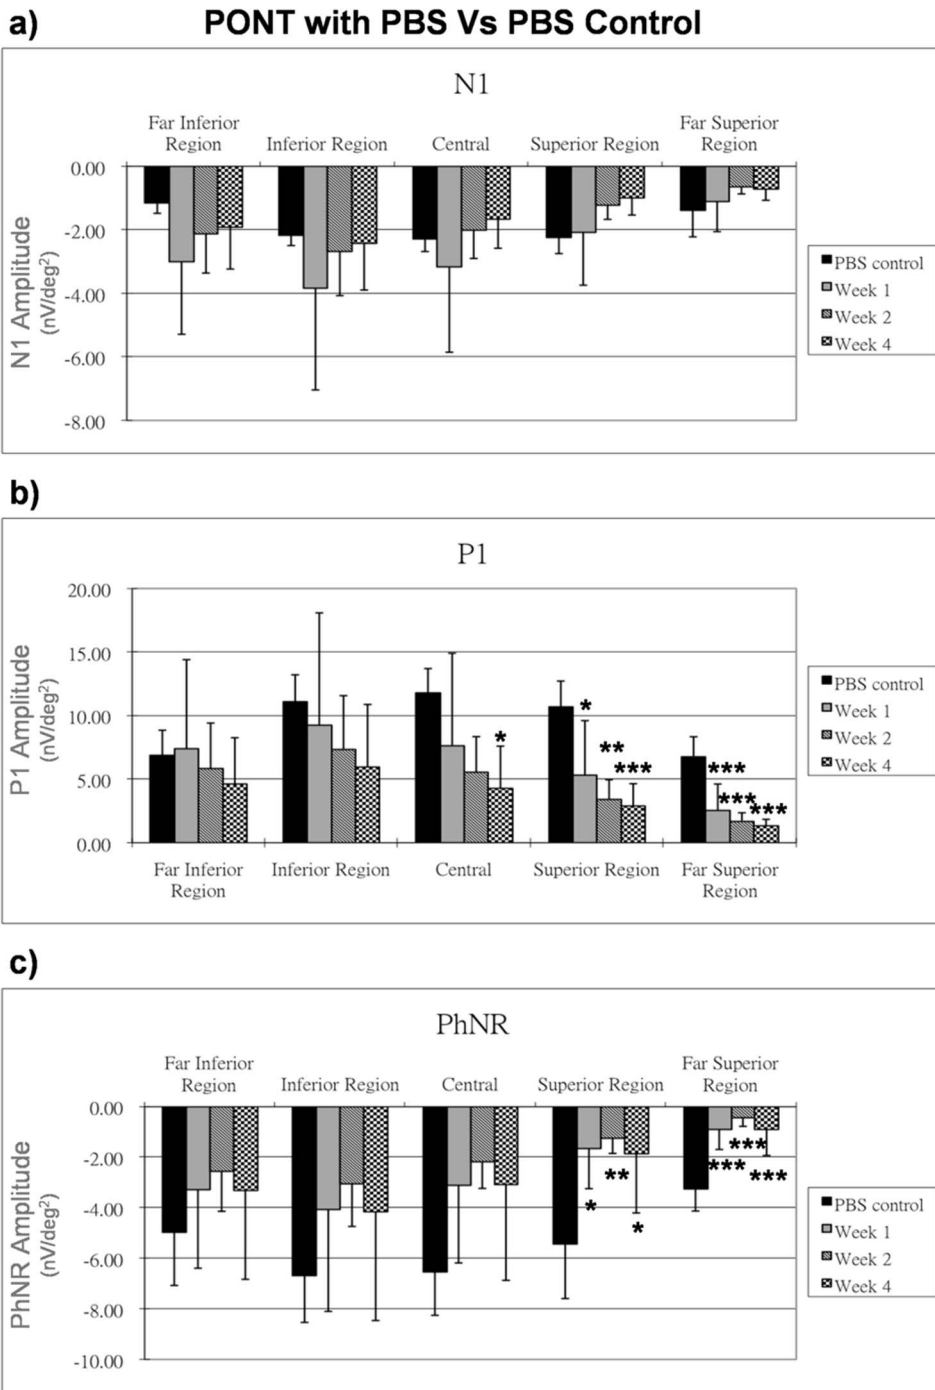 a) PONT with PBS Vs PBS Control
N1
Far Inferior Region
Inferior Region
Central
Superior Region
Far Superior Region
0.00
-2.00
-4.00
-6.00
-8.00
N1 Amplitude
(nV/deg²)
PBS control
Week 1
Week 2
Week 4
b)
P1
20.00
15.00
10.00
5.00
0.00
P1 Amplitude
(nV/deg²)
*
*
**
***
***
***
***
Far Inferior Region
Inferior Region
Central
Superior Region
Far Superior Region
PBS control
Week 1
Week 2
Week 4
c)
PhNR
Far Inferior Region
Inferior Region
Central
Superior Region
Far Superior Region
0.00
-2.00
-4.00
-6.00
-8.00
-10.00
PhNR Amplitude
(nV/deg²)
*
**
*
***
***
***
PBS control
Week 1
Week 2
Week 4